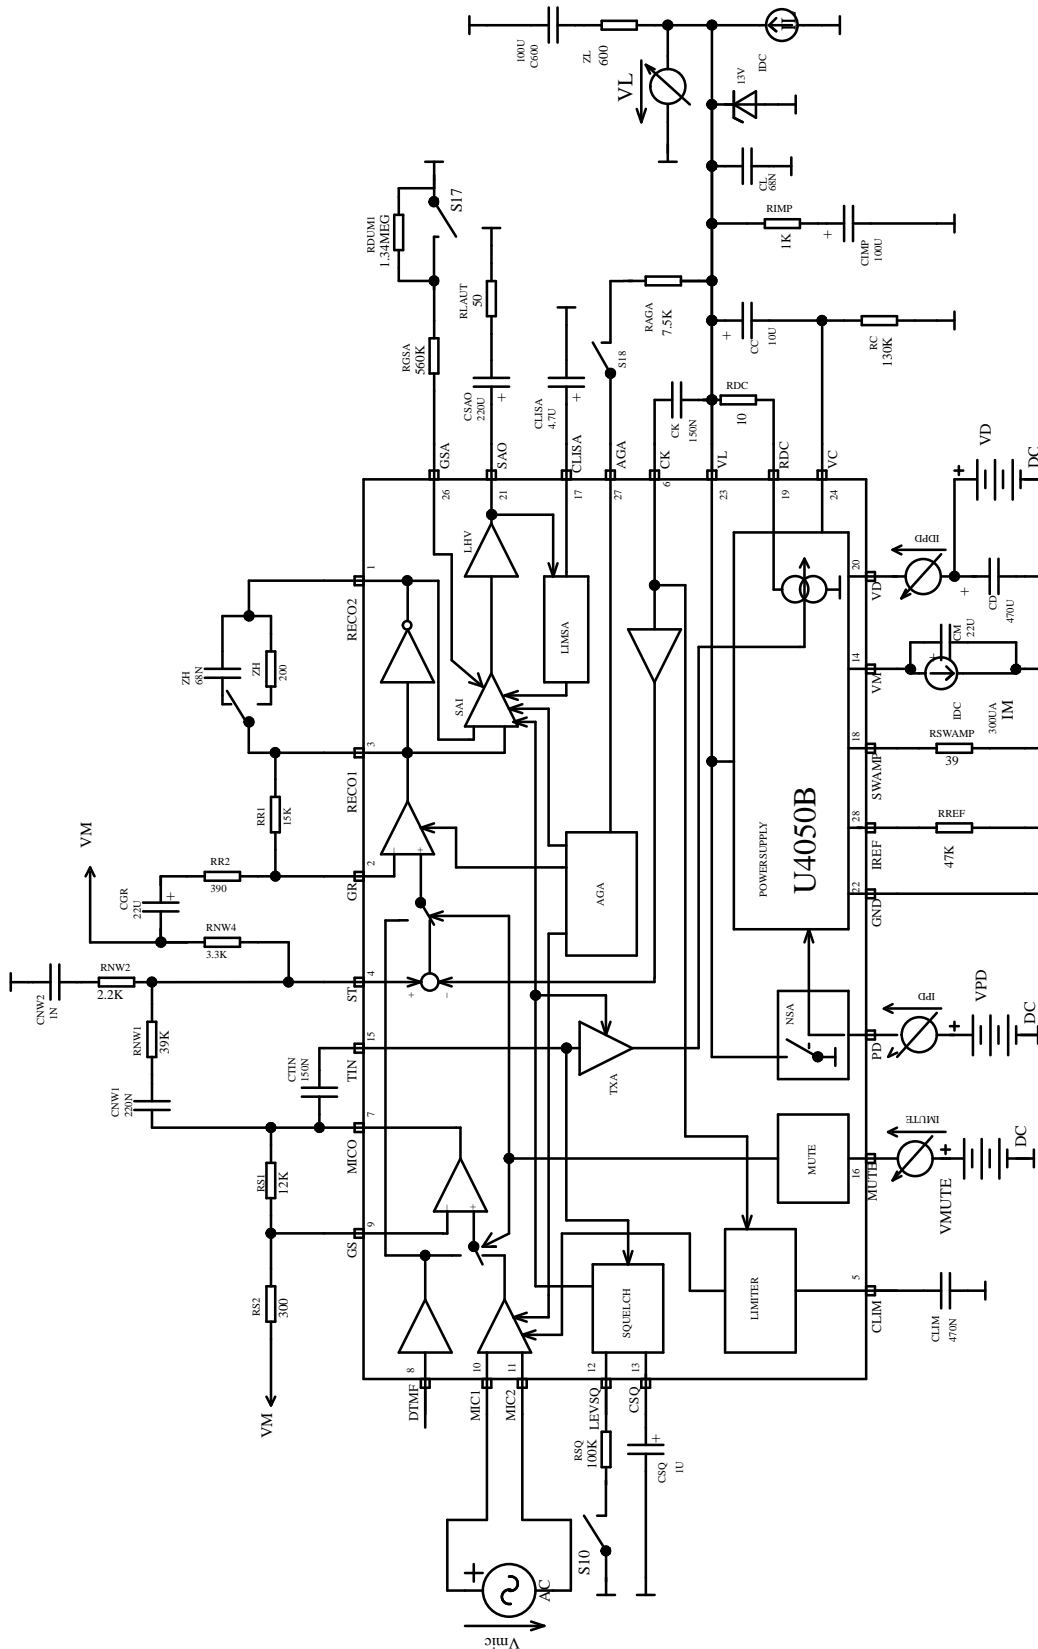 Vmic
AC
+
S10
RSQ
100K
CSQ
1U
+
DTMF
MIC1
MIC2
LEVSQ
CSQ
8
10
11
12
13
VM
RS2
300
RS1
12K
GS
9
MICO
7
CNW1
220N
RNW1
39K
CTIN
150N
TIN
15
CNW2
1N
RNW2
2.2K
ST
4
RNW4
3.3K
VM
CGR
22U
+
RR2
390
GR
2
RR1
15K
RECO1
3
ZH
68N
ZH
200
RECO2
1
SQUELCH
LIMITER
MUTE
NSA
TXA
AGA
SAI
LHV
LIMSA
POWER SUPPLY
U4050B
CLIM
5
CLIM
470N
MUTE
16
IMUTE
VMUTE
+
DC
PD
IPD
VPD
+
DC
GND
22
IREF
28
RREF
47K
SWAMP
18
RSWAMP
39
VM
14
IDC
300UA
IM
CM
22U
+
VD
20
IDPD
CD
470U
+
VD
+
DC
GSA
26
RGSA
560K
RDUM1
1.34MEG
S17
SAO
21
CSAO
220U
+
RLAUT
50
CLISA
17
CLISA
4.7U
+
AGA
27
S18
RAGA
7.5K
CK
6
CK
150N
VL
23
RDC
19
RDC
10
VC
24
CC
10U
+
RC
130K
RIMP
1K
CIMP
100U
+
CL
68N
13V
IDC
IL
VL
ZL
600
100U
C600